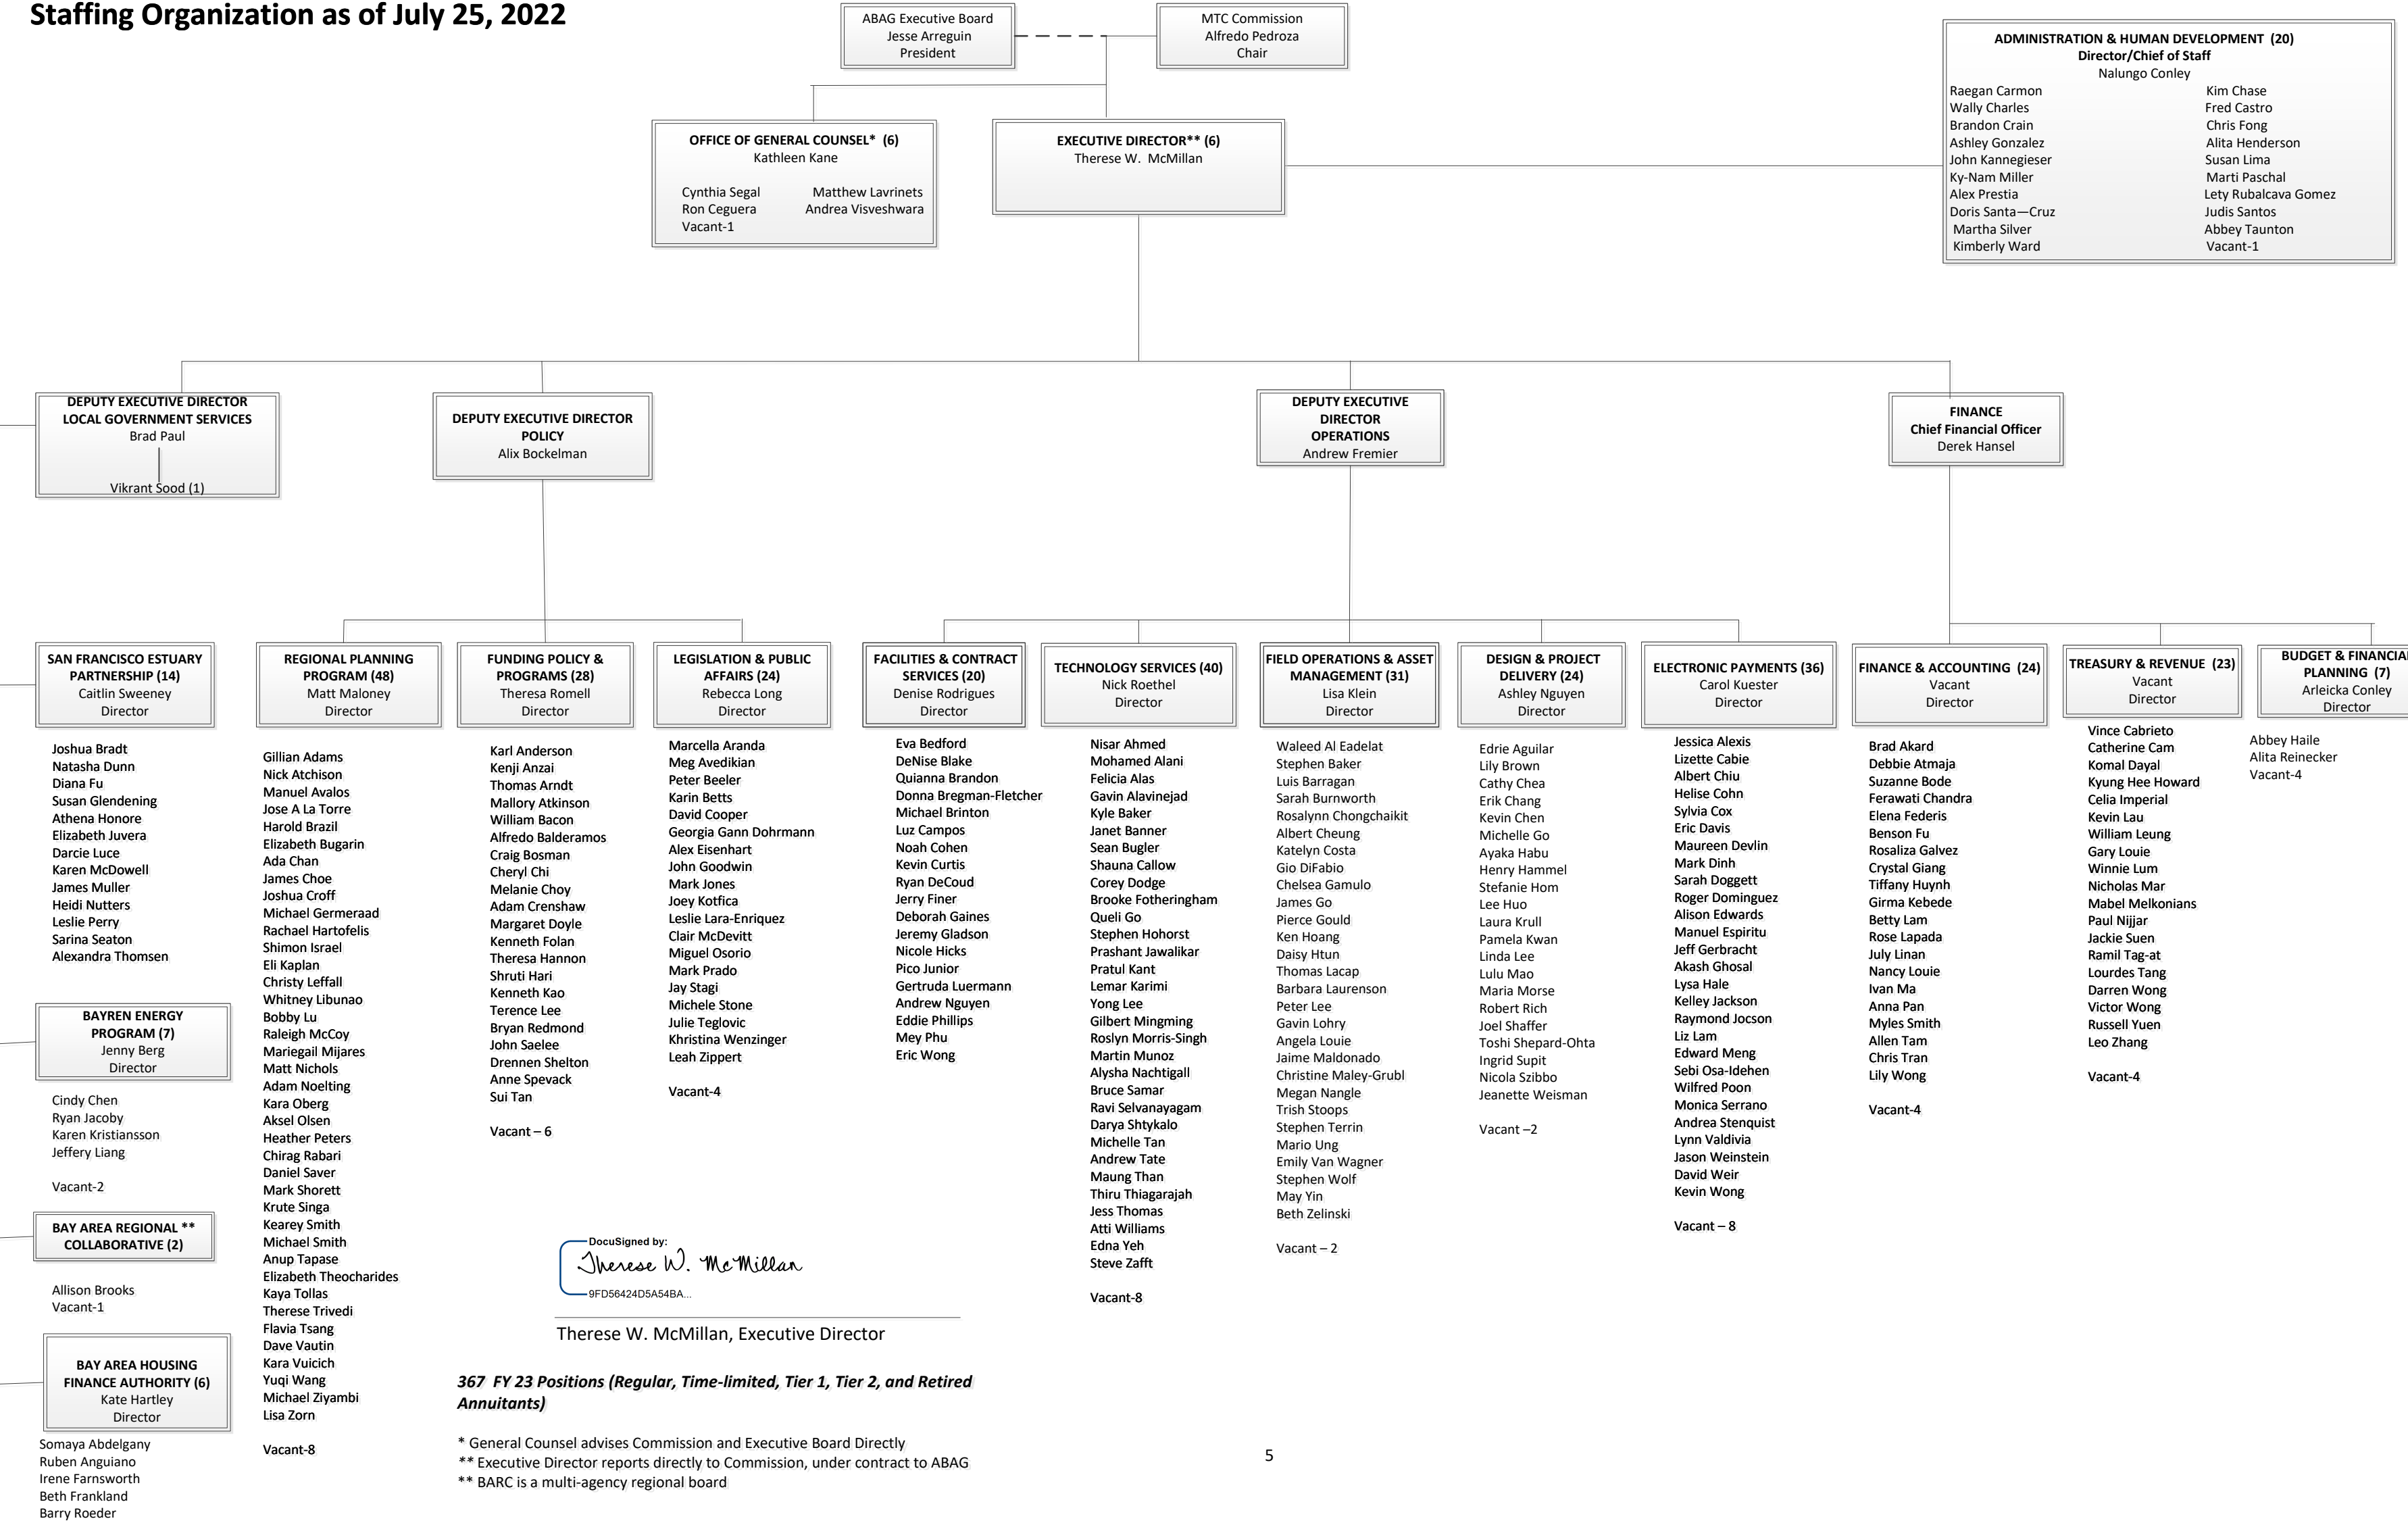 Staffing Organization as of July 25, 2022
ABAG Executive Board
Jesse Arreguin
President
MTC Commission
Alfredo Pedroza
Chair
ADMINISTRATION & HUMAN DEVELOPMENT (20)
Director/Chief of Staff
Nalungo Conley
Raegan Carmon
Wally Charles
Brandon Crain
Ashley Gonzalez
John Kannegieser
Ky-Nam Miller
Alex Prestia
Doris Santa—Cruz
Martha Silver
Kimberly Ward
Kim Chase
Fred Castro
Chris Fong
Alita Henderson
Susan Lima
Marti Paschal
Lety Rubalcava Gomez
Judis Santos
Abbey Taunton
Vacant-1
OFFICE OF GENERAL COUNSEL* (6)
Kathleen Kane
Cynthia Segal
Ron Ceguera
Vacant-1
Matthew Lavrinets
Andrea Visveshwara
EXECUTIVE DIRECTOR** (6)
Therese W. McMillan
DEPUTY EXECUTIVE DIRECTOR
LOCAL GOVERNMENT SERVICES
Brad Paul
Vikrant Sood (1)
DEPUTY EXECUTIVE DIRECTOR
POLICY
Alix Bockelman
DEPUTY EXECUTIVE
DIRECTOR
OPERATIONS
Andrew Fremier
FINANCE
Chief Financial Officer
Derek Hansel
SAN FRANCISCO ESTUARY
PARTNERSHIP (14)
Caitlin Sweeney
Director
Joshua Bradt
Natasha Dunn
Diana Fu
Susan Glendening
Athena Honore
Elizabeth Juvera
Darcie Luce
Karen McDowell
James Muller
Heidi Nutters
Leslie Perry
Sarina Seaton
Alexandra Thomsen
BAYREN ENERGY
PROGRAM (7)
Jenny Berg
Director
Cindy Chen
Ryan Jacoby
Karen Kristiansson
Jeffery Liang
Vacant-2
BAY AREA REGIONAL **
COLLABORATIVE (2)
Allison Brooks
Vacant-1
BAY AREA HOUSING
FINANCE AUTHORITY (6)
Kate Hartley
Director
Somaya Abdelgany
Ruben Anguiano
Irene Farnsworth
Beth Frankland
Barry Roeder
REGIONAL PLANNING
PROGRAM (48)
Matt Maloney
Director
Gillian Adams
Nick Atchison
Manuel Avalos
Jose A La Torre
Harold Brazil
Elizabeth Bugarin
Ada Chan
James Choe
Joshua Croff
Michael Germeraad
Rachael Hartofelis
Shimon Israel
Eli Kaplan
Christy Leffall
Whitney Libunao
Bobby Lu
Raleigh McCoy
Mariegail Mijares
Matt Nichols
Adam Noelting
Kara Oberg
Aksel Olsen
Heather Peters
Chirag Rabari
Daniel Saver
Mark Shorett
Krute Singa
Kearey Smith
Michael Smith
Anup Tapase
Elizabeth Theocharides
Kaya Tollas
Therese Trivedi
Flavia Tsang
Dave Vautin
Kara Vuicich
Yuqi Wang
Michael Ziyambi
Lisa Zorn
Vacant-8
FUNDING POLICY &
PROGRAMS (28)
Theresa Romell
Director
Karl Anderson
Kenji Anzai
Thomas Arndt
Mallory Atkinson
William Bacon
Alfredo Balderamos
Craig Bosman
Cheryl Chi
Melanie Choy
Adam Crenshaw
Margaret Doyle
Kenneth Folan
Theresa Hannon
Shruti Hari
Kenneth Kao
Terence Lee
Bryan Redmond
John Saelee
Drennen Shelton
Anne Spevack
Sui Tan
Vacant – 6
LEGISLATION & PUBLIC
AFFAIRS (24)
Rebecca Long
Director
Marcella Aranda
Meg Avedikian
Peter Beeler
Karin Betts
David Cooper
Georgia Gann Dohrmann
Alex Eisenhart
John Goodwin
Mark Jones
Joey Kotfica
Leslie Lara-Enriquez
Clair McDevitt
Miguel Osorio
Mark Prado
Jay Stagi
Michele Stone
Julie Teglovic
Khristina Wenzinger
Leah Zippert
Vacant-4
FACILITIES & CONTRACT
SERVICES (20)
Denise Rodrigues
Director
Eva Bedford
DeNise Blake
Quianna Brandon
Donna Bregman-Fletcher
Michael Brinton
Luz Campos
Noah Cohen
Kevin Curtis
Ryan DeCoud
Jerry Finer
Deborah Gaines
Jeremy Gladson
Nicole Hicks
Pico Junior
Gertruda Luermann
Andrew Nguyen
Eddie Phillips
Mey Phu
Eric Wong
TECHNOLOGY SERVICES (40)
Nick Roethel
Director
Nisar Ahmed
Mohamed Alani
Felicia Alas
Gavin Alavinejad
Kyle Baker
Janet Banner
Sean Bugler
Shauna Callow
Corey Dodge
Brooke Fotheringham
Queli Go
Stephen Hohorst
Prashant Jawalikar
Pratul Kant
Lemar Karimi
Yong Lee
Gilbert Mingming
Roslyn Morris-Singh
Martin Munoz
Alysha Nachtigall
Bruce Samar
Ravi Selvanayagam
Darya Shtykalo
Michelle Tan
Andrew Tate
Maung Than
Thiru Thiagarajah
Jess Thomas
Atti Williams
Edna Yeh
Steve Zafft
Vacant-8
FIELD OPERATIONS & ASSET
MANAGEMENT (31)
Lisa Klein
Director
Waleed Al Eadelat
Stephen Baker
Luis Barragan
Sarah Burnworth
Rosalynn Chongchaikit
Albert Cheung
Katelyn Costa
Gio DiFabio
Chelsea Gamulo
James Go
Pierce Gould
Ken Hoang
Daisy Htun
Thomas Lacap
Barbara Laurenson
Peter Lee
Gavin Lohry
Angela Louie
Jaime Maldonado
Christine Maley-Grubl
Megan Nangle
Trish Stoops
Stephen Terrin
Mario Ung
Emily Van Wagner
Stephen Wolf
May Yin
Beth Zelinski
Vacant – 2
DESIGN & PROJECT
DELIVERY (24)
Ashley Nguyen
Director
Edrie Aguilar
Lily Brown
Cathy Chea
Erik Chang
Kevin Chen
Michelle Go
Ayaka Habu
Henry Hammel
Stefanie Hom
Lee Huo
Laura Krull
Pamela Kwan
Linda Lee
Lulu Mao
Maria Morse
Robert Rich
Joel Shaffer
Toshi Shepard-Ohta
Ingrid Supit
Nicola Szibbo
Jeanette Weisman
Vacant –2
ELECTRONIC PAYMENTS (36)
Carol Kuester
Director
Jessica Alexis
Lizette Cabie
Albert Chiu
Helise Cohn
Sylvia Cox
Eric Davis
Maureen Devlin
Mark Dinh
Sarah Doggett
Roger Dominguez
Alison Edwards
Manuel Espiritu
Jeff Gerbracht
Akash Ghosal
Lysa Hale
Kelley Jackson
Raymond Jocson
Liz Lam
Edward Meng
Sebi Osa-Idehen
Wilfred Poon
Monica Serrano
Andrea Stenquist
Lynn Valdivia
Jason Weinstein
David Weir
Kevin Wong
Vacant – 8
FINANCE & ACCOUNTING (24)
Vacant
Director
Brad Akard
Debbie Atmaja
Suzanne Bode
Ferawati Chandra
Elena Federis
Benson Fu
Rosaliza Galvez
Crystal Giang
Tiffany Huynh
Girma Kebede
Betty Lam
Rose Lapada
July Linan
Nancy Louie
Ivan Ma
Anna Pan
Myles Smith
Allen Tam
Chris Tran
Lily Wong
Vacant-4
TREASURY & REVENUE (23)
Vacant
Director
Vince Cabrieto
Catherine Cam
Komal Dayal
Kyung Hee Howard
Celia Imperial
Kevin Lau
William Leung
Gary Louie
Winnie Lum
Nicholas Mar
Mabel Melkonians
Paul Nijjar
Jackie Suen
Ramil Tag-at
Lourdes Tang
Darren Wong
Victor Wong
Russell Yuen
Leo Zhang
Vacant-4
BUDGET & FINANCIAL
PLANNING (7)
Arleicka Conley
Director
Abbey Haile
Alita Reinecker
Vacant-4
DocuSigned by:
Therese W. McMillan
9FD56424D5A54BA...
Therese W. McMillan, Executive Director
367 FY 23 Positions (Regular, Time-limited, Tier 1, Tier 2, and Retired
Annuitants)
* General Counsel advises Commission and Executive Board Directly
** Executive Director reports directly to Commission, under contract to ABAG
** BARC is a multi-agency regional board
5